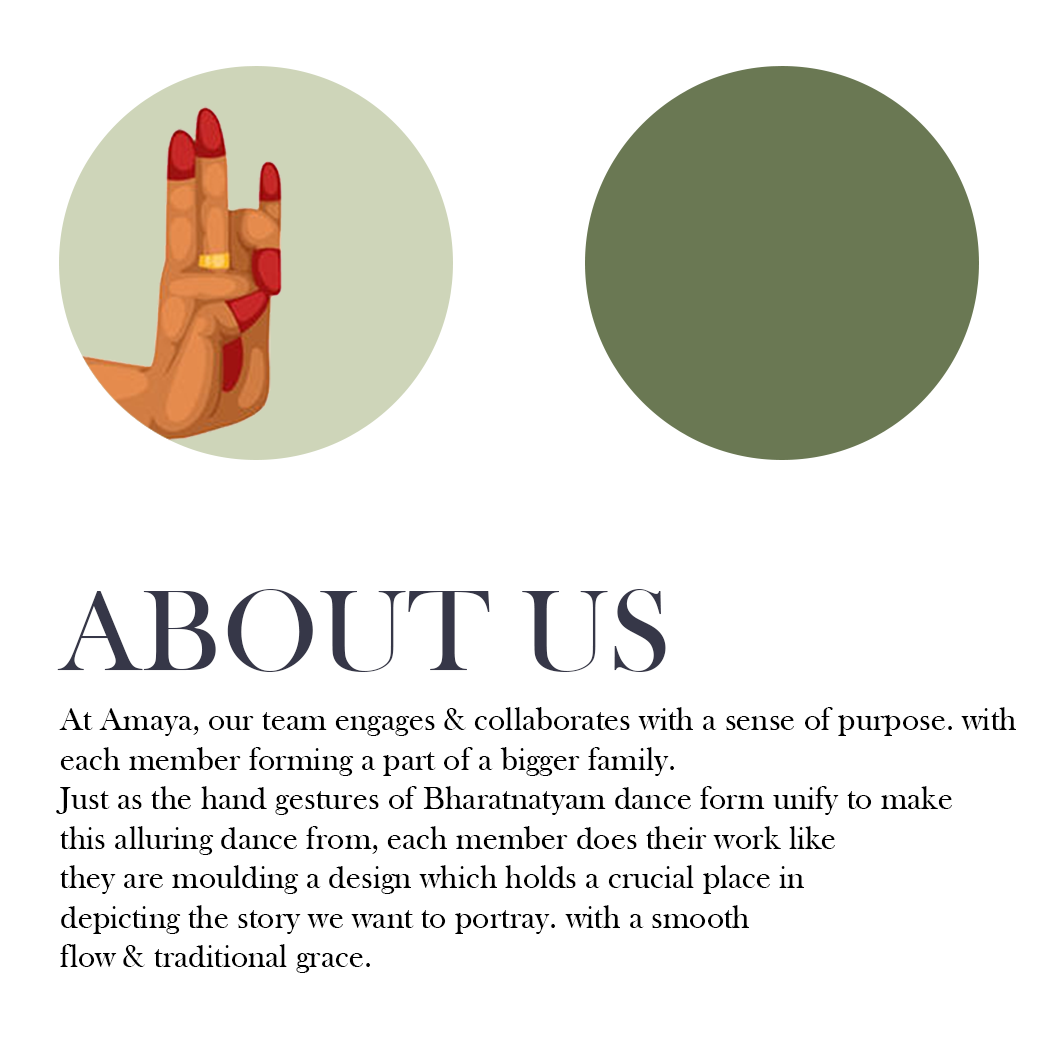 ABOUT US
At Amaya, our team engages & collaborates with a sense of purpose. with
each member forming a part of a bigger family.
Just as the hand gestures of Bharatnatyam dance form unify to make
this alluring dance from, each member does their work like
they are moulding a design which holds a crucial place in
depicting the story we want to portray. with a smooth
flow & traditional grace.